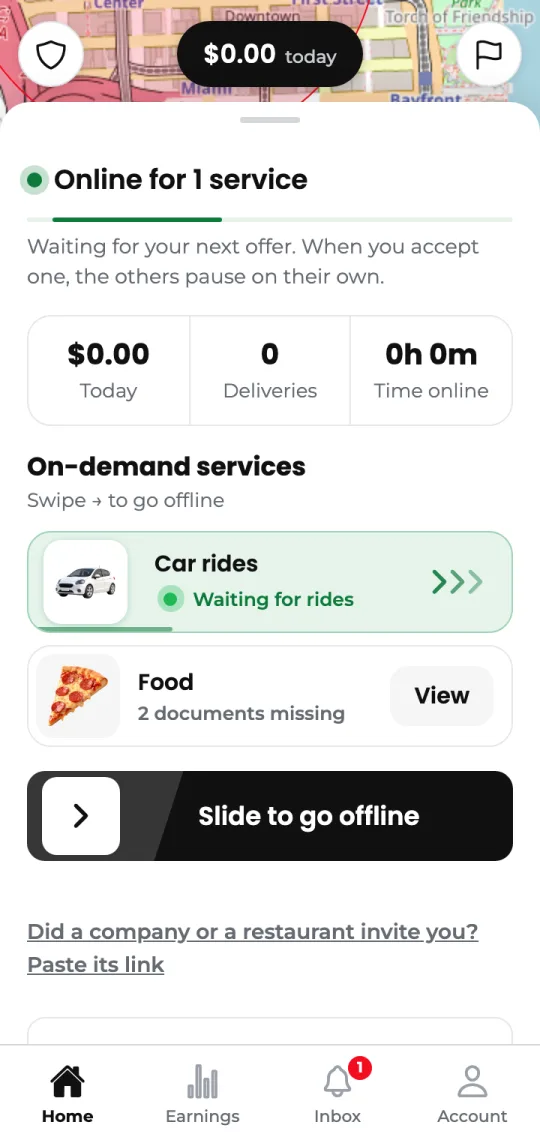 Center
First Street
Park
Downtown
Torch of Friendship
$0.00 today
Miami
Bayfront
Online for 1 service
Waiting for your next offer. When you accept
one, the others pause on their own.
$0.00
Today
0
Deliveries
0h 0m
Time online
On-demand services
Swipe → to go offline
Car rides
Waiting for rides
Food
2 documents missing
View
Slide to go offline
Did a company or a restaurant invite you?
Paste its link
1
Home
Earnings
Inbox
Account